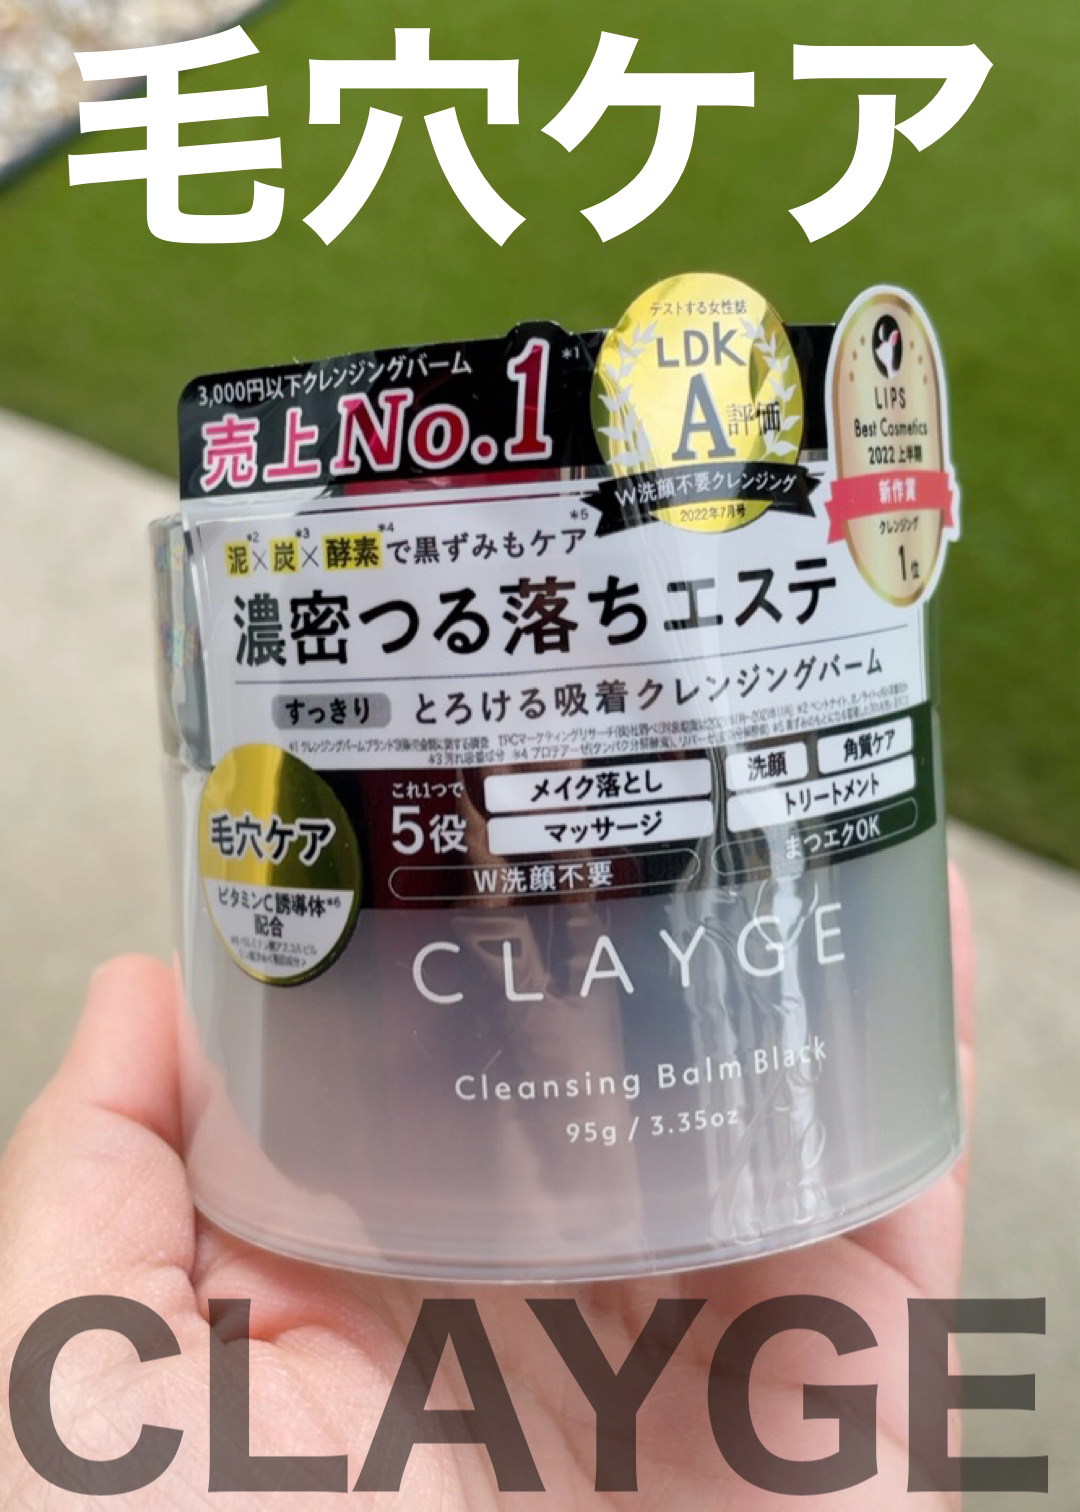 毛穴ケア
3,000円以下クレンジングバーム
売上No.1 *1
テストする女性誌
LDK
A評価
W洗顔不要クレンジング
2022年7月号
LIPS
Best Cosmetics
2022 上半期
新作賞
クレンジング
1位
泥*2×炭*3×酵素*4で黒ずみもケア*5
濃密つる落ちエステ
すっきり とろける吸着クレンジングバーム
これ1つで
5役
メイク落とし
マッサージ
洗顔
角質ケア
トリートメント
W洗顔不要
まつエクOK
毛穴ケア
ビタミンC誘導体*6
配合
CLAYGE
Cleansing Balm Black
95g / 3.35oz
CLAYGE